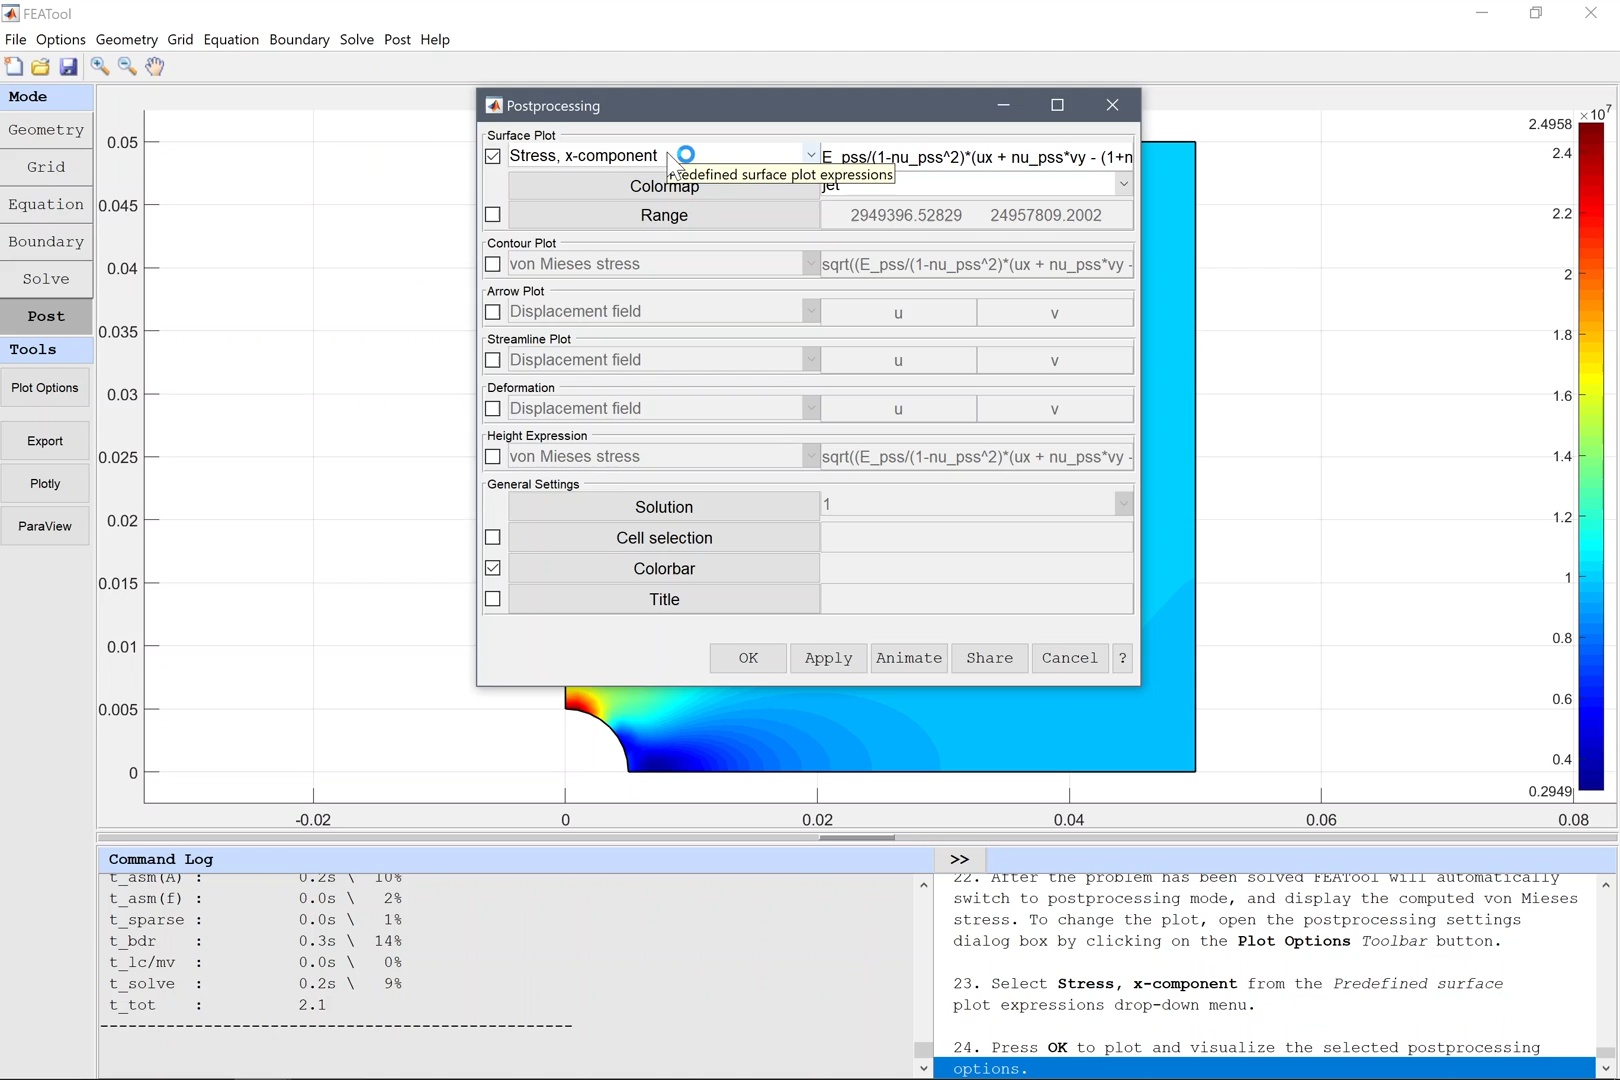 FEATool
File Options Geometry Grid Equation Boundary Solve Post Help
Mode
Geometry
Grid
Equation
Boundary
Solve
Post
Tools
Plot Options
Export
Plotly
ParaView
0.05
0.045
0.04
0.035
0.03
0.025
0.02
0.015
0.01
0.005
0
-0.02 0 0.02 0.04 0.06 0.08
Postprocessing
Surface Plot
Stress, x-component E_pss/(1-nu_pss^2)*(ux + nu_pss*vy - (1+n
Predefined surface plot expressions
Colormap jet
Range 2949396.52829 24957809.2002
Contour Plot
von Mieses stress sqrt((E_pss/(1-nu_pss^2)*(ux + nu_pss*vy -
Arrow Plot
Displacement field u v
Streamline Plot
Displacement field u v
Deformation
Displacement field u v
Height Expression
von Mieses stress sqrt((E_pss/(1-nu_pss^2)*(ux + nu_pss*vy -
General Settings
Solution 1
Cell selection
Colorbar
Title
OK Apply Animate Share Cancel ?
×10⁷
2.4958
2.4
2.2
2
1.8
1.6
1.4
1.2
1
0.8
0.6
0.4
0.2949
Command Log
t_asm(A) : 0.2s \ 10%
t_asm(f) : 0.0s \ 2%
t_sparse : 0.0s \ 1%
t_bdr : 0.3s \ 14%
t_lc/mv : 0.0s \ 0%
t_solve : 0.2s \ 9%
t_tot : 2.1
--------------------------------------------------
>>
22. After the problem has been solved FEATool will automatically
switch to postprocessing mode, and display the computed von Mieses
stress. To change the plot, open the postprocessing settings
dialog box by clicking on the Plot Options Toolbar button.
23. Select Stress, x-component from the Predefined surface
plot expressions drop-down menu.
24. Press OK to plot and visualize the selected postprocessing
options.